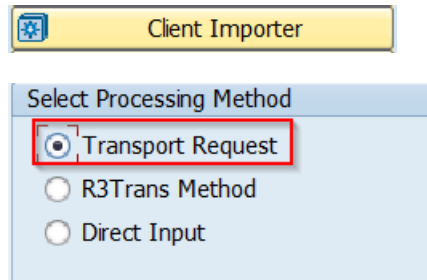 Client Importer
Select Processing Method
Transport Request
R3Trans Method
Direct Input